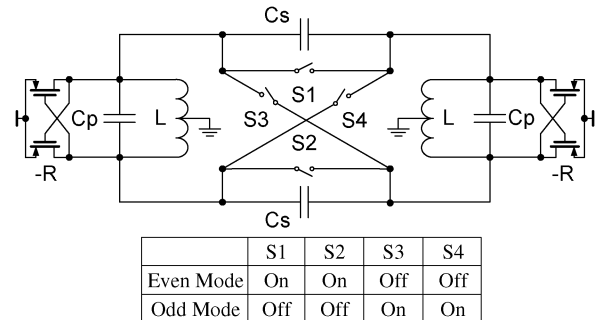 Cs
S1
S3
S4
S2
Cp
L
L
Cp
-R
-R
Cs
S1 S2 S3 S4
Even Mode On On Off Off
Odd Mode Off Off On On